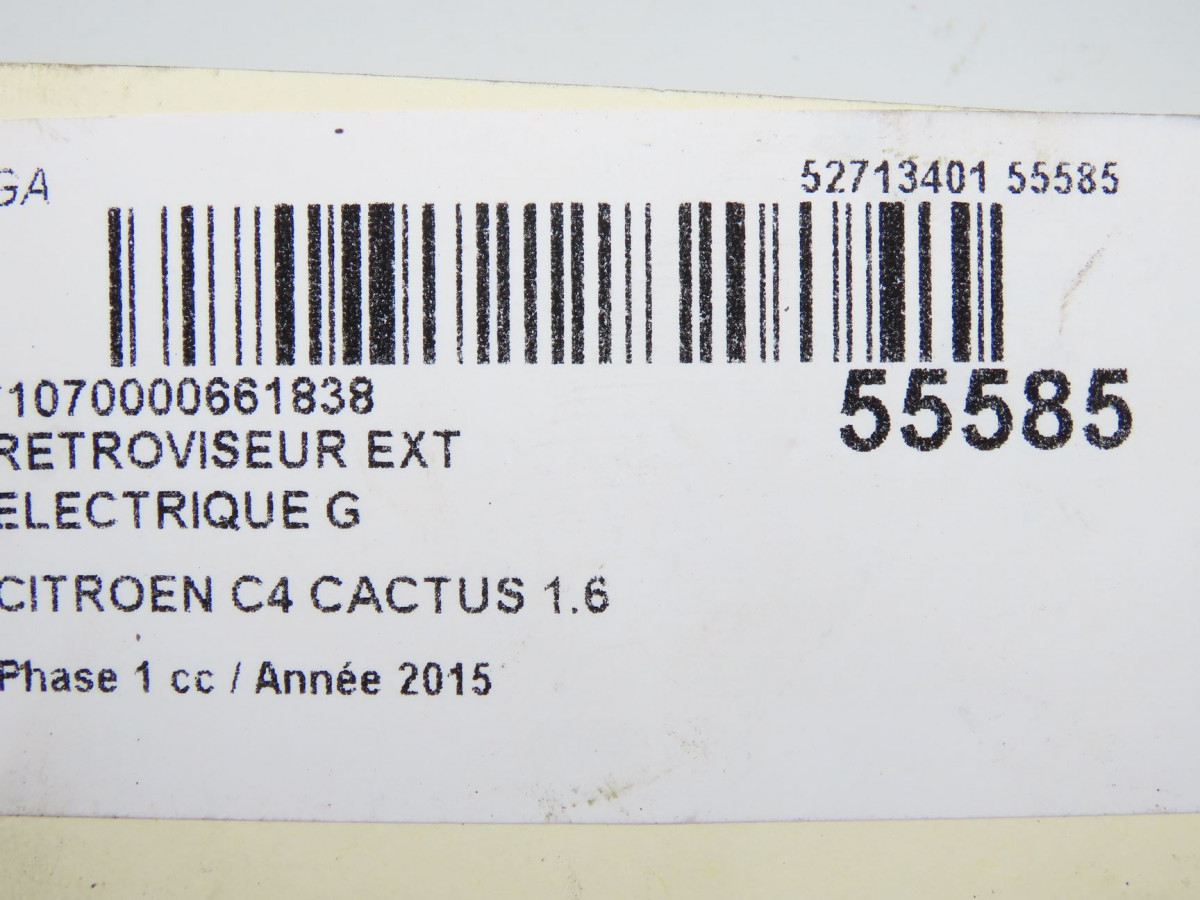 GA
52713401 55585
1070000661838
55585
RETROVISEUR EXT
ELECTRIQUE G
CITROEN C4 CACTUS 1.6
Phase 1 cc / Année 2015